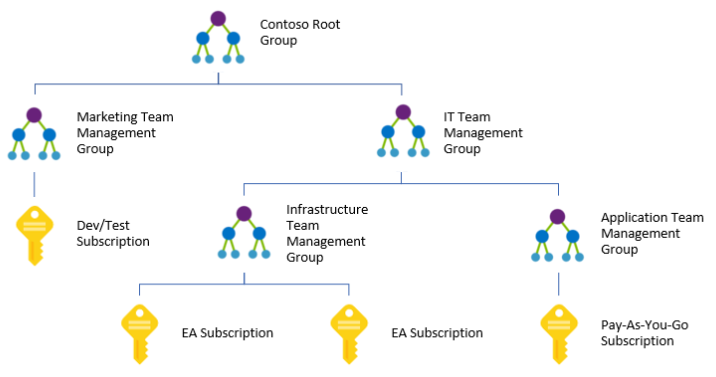 Contoso Root
Group
Marketing Team
Management
Group
IT Team
Management
Group
Dev/Test
Subscription
Infrastructure
Team
Management
Group
Application Team
Management
Group
EA Subscription
EA Subscription
Pay-As-You-Go
Subscription